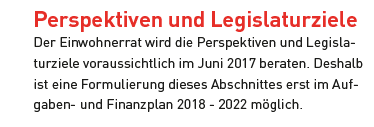 Perspektiven und Legislaturziele
Der Einwohnerrat wird die Perspektiven und Legisla-
turziele voraussichtlich im Juni 2017 beraten. Deshalb
ist eine Formulierung dieses Abschnittes erst im Auf-
gaben- und Finanzplan 2018 - 2022 möglich.